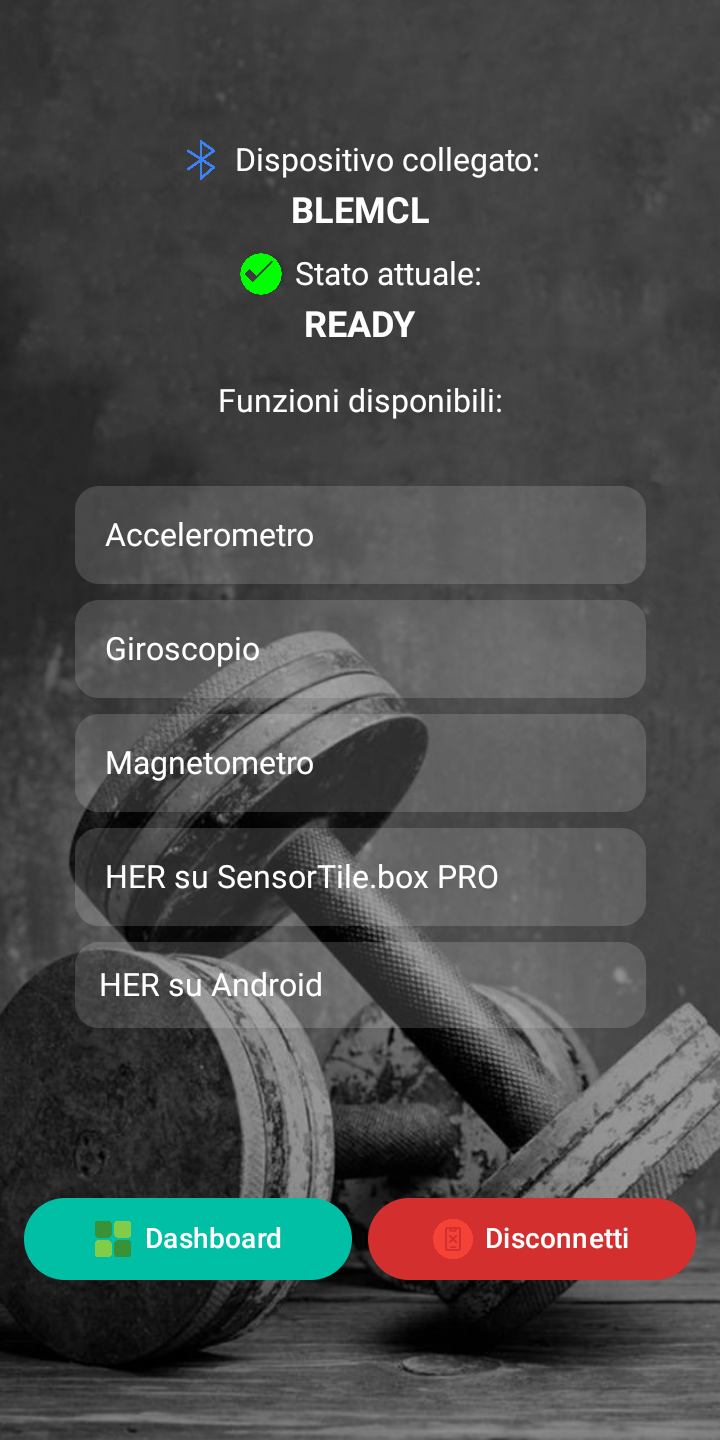 Dispositivo collegato:
BLEMCL
Stato attuale:
READY
Funzioni disponibili:
Accelerometro
Giroscopio
Magnetometro
HER su SensorTile.box PRO
HER su Android
Dashboard
Disconnetti